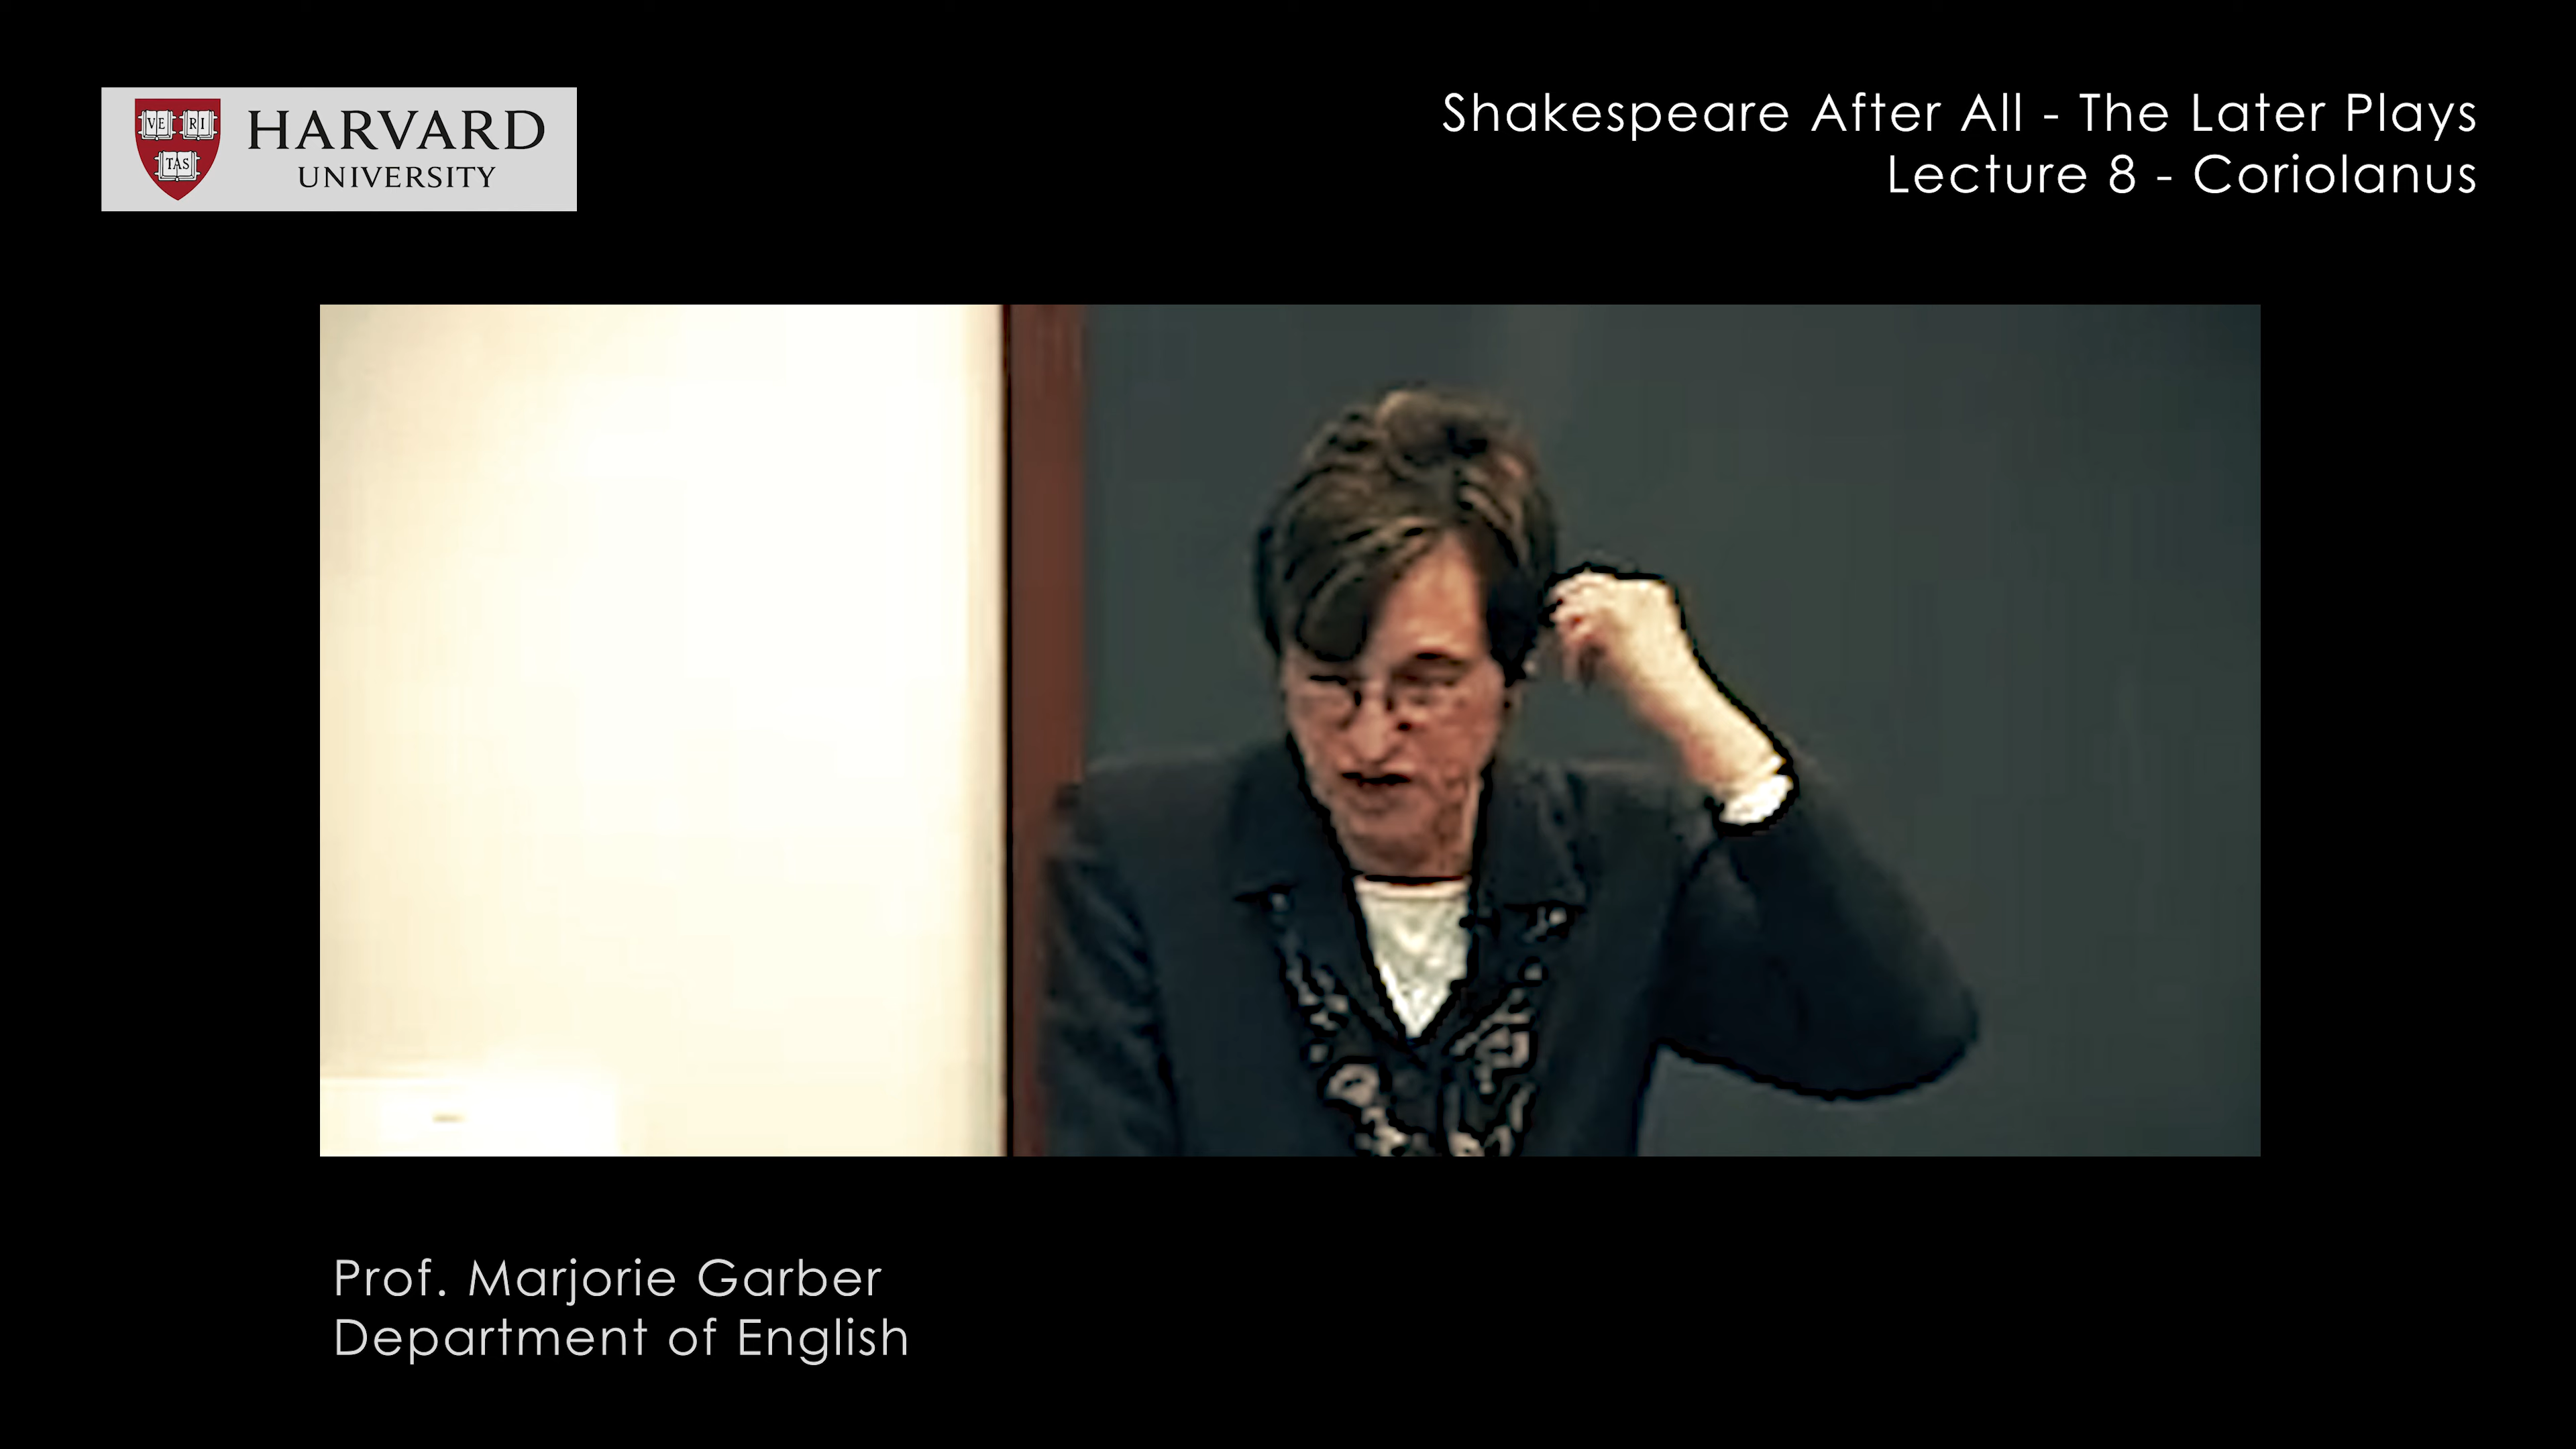 VE RI
TAS
HARVARD
UNIVERSITY
Shakespeare After All - The Later Plays
Lecture 8 - Coriolanus
Prof. Marjorie Garber
Department of English